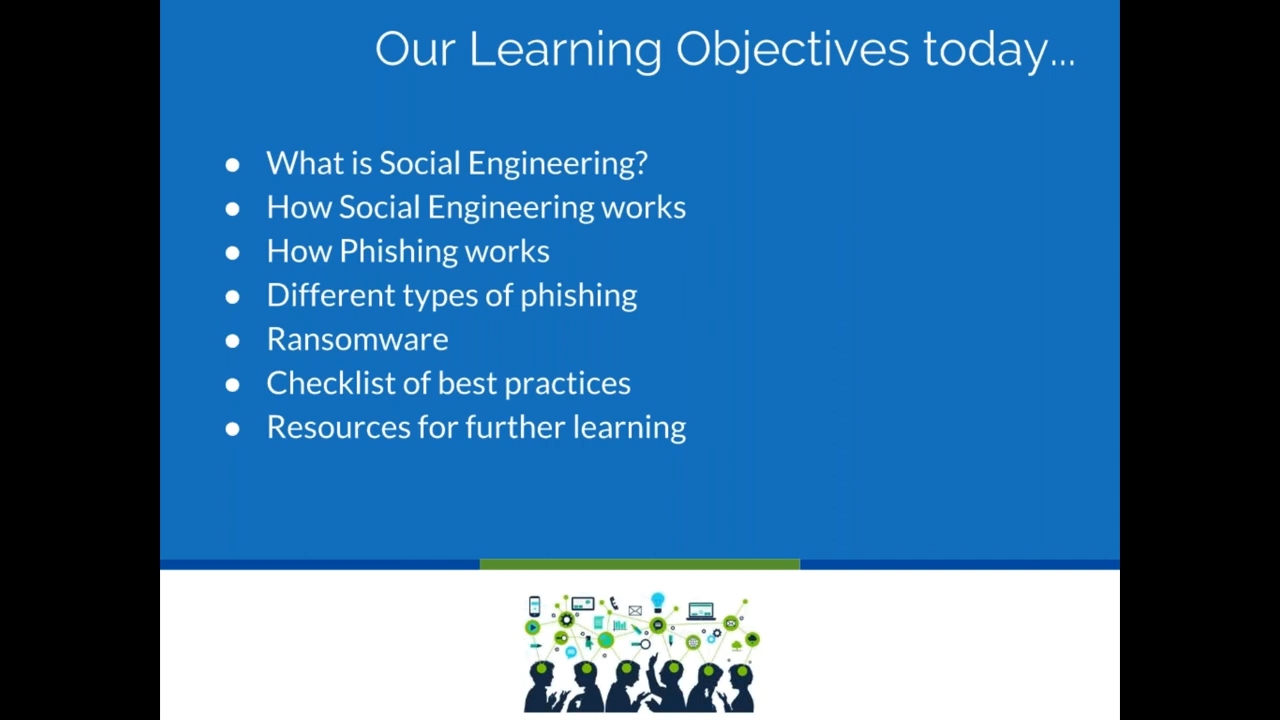 Our Learning Objectives today...
● What is Social Engineering?
● How Social Engineering works
● How Phishing works
● Different types of phishing
● Ransomware
● Checklist of best practices
● Resources for further learning